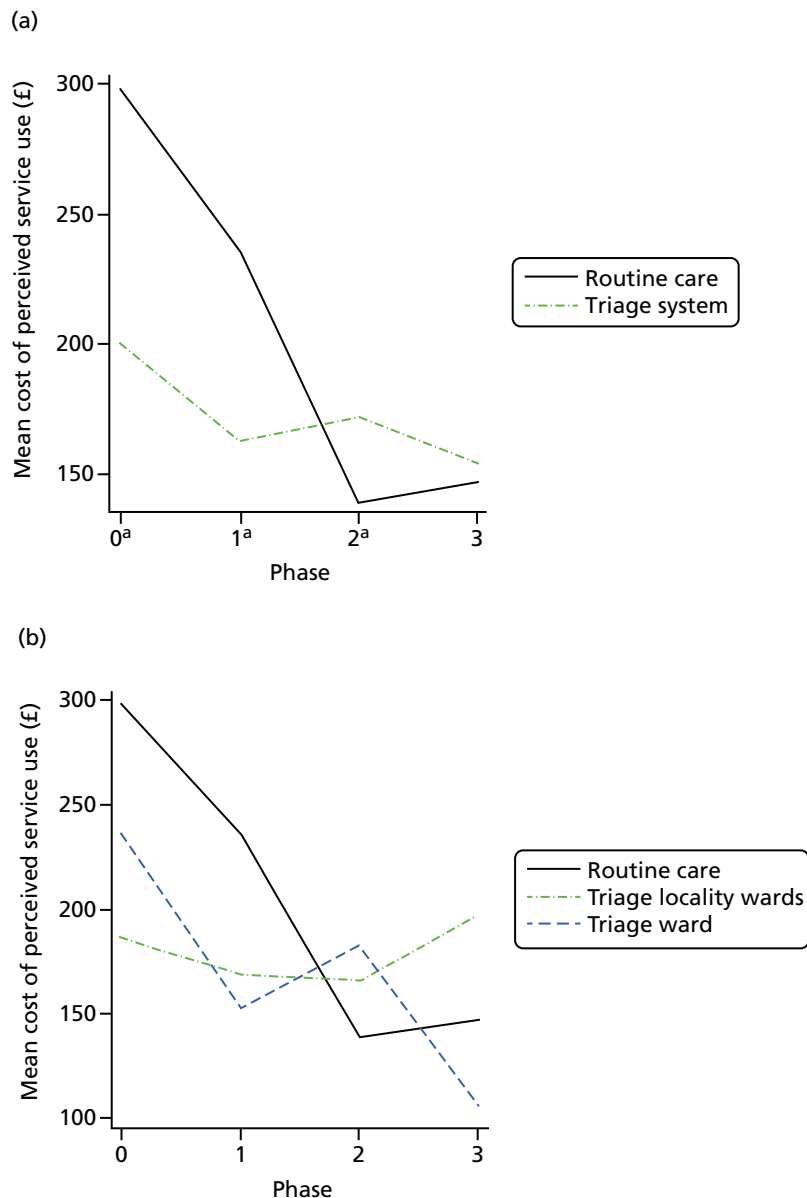 (a)
Mean cost of perceived service use (£)
300
250
200
150
0ᵃ 1ᵃ 2ᵃ 3
Phase
Routine care
Triage system
(b)
Mean cost of perceived service use (£)
300
250
200
150
100
0 1 2 3
Phase
Routine care
Triage locality wards
Triage ward